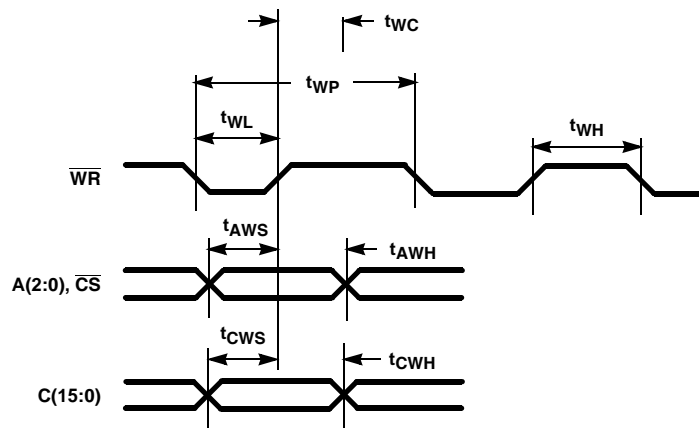 tWC
tWP
tWL
tWH
WR
tAWS
tAWH
A(2:0), CS
tCWS
tCWH
C(15:0)